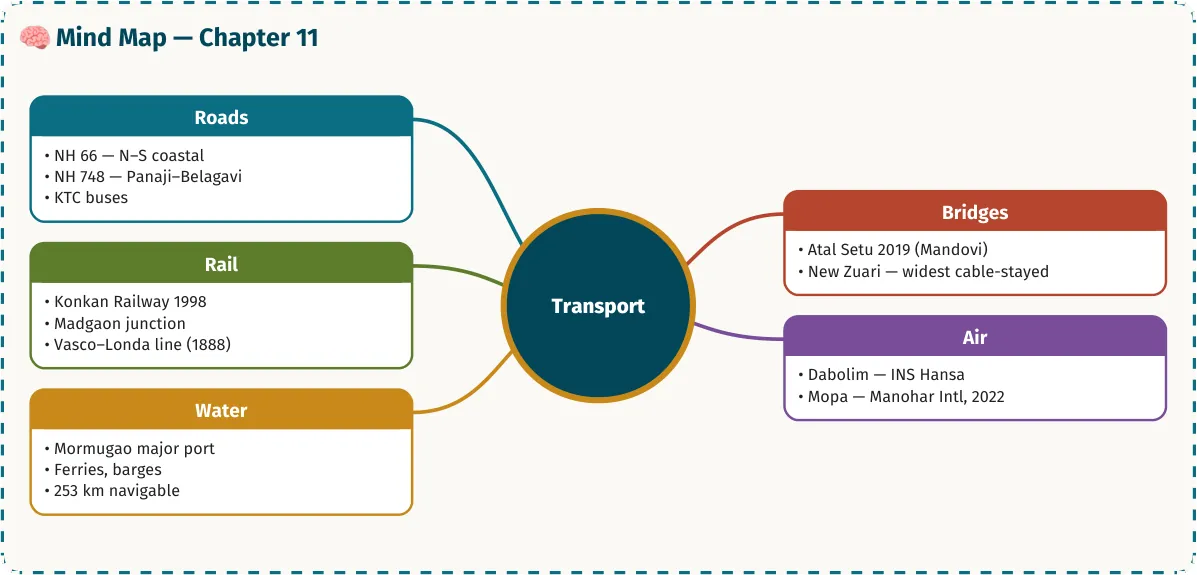 🧠 Mind Map — Chapter 11
Roads
• NH 66 — N–S coastal
• NH 748 — Panaji–Belagavi
• KTC buses
Rail
• Konkan Railway 1998
• Madgaon junction
• Vasco–Londa line (1888)
Water
• Mormugao major port
• Ferries, barges
• 253 km navigable
Transport
Bridges
• Atal Setu 2019 (Mandovi)
• New Zuari — widest cable-stayed
Air
• Dabolim — INS Hansa
• Mopa — Manohar Intl, 2022